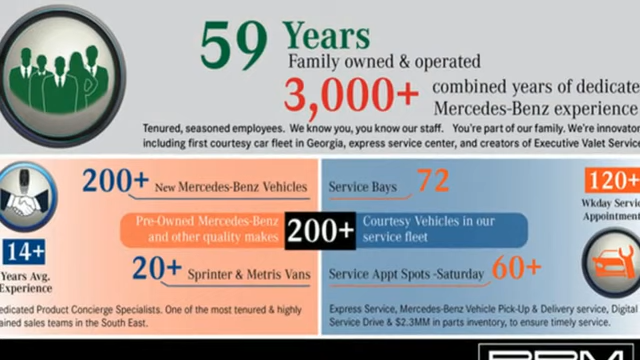 59 Years
Family owned & operated
3,000+ combined years of dedicate
Mercedes-Benz experience
Tenured, seasoned employees. We know you, you know our staff. You're part of our family. We're innovator
including first courtesy car fleet in Georgia, express service center, and creators of Executive Valet Service
200+ New Mercedes-Benz Vehicles
Pre-Owned Mercedes-Benz
and other quality makes
200+
20+ Sprinter & Metris Vans
14+
Years Avg.
Experience
edicated Product Concierge Specialists. One of the most tenured & highly
ained sales teams in the South East.
Service Bays 72
Courtesy Vehicles in our
service fleet
Service Appt Spots -Saturday 60+
120+
Wkday Servic
Appointment
Express Service, Mercedes-Benz Vehicle Pick-Up & Delivery service, Digital
Service Drive & $2.3MM in parts inventory, to ensure timely service.